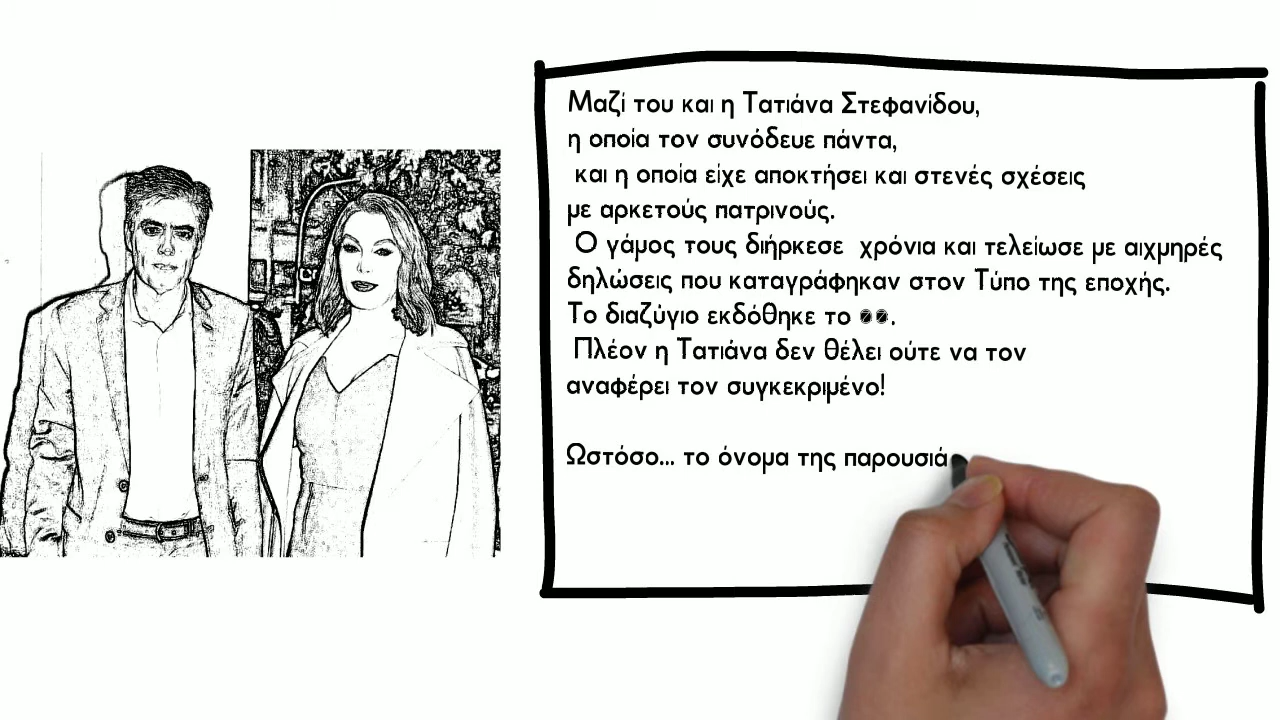 Μαζί του και η Τατιάνα Στεφανίδου,
η οποία τον συνόδευε πάντα,
και η οποία είχε αποκτήσει και στενές σχέσεις
με αρκετούς πατρινούς.
Ο γάμος τους διήρκεσε χρόνια και τελείωσε με αιχμηρές
δηλώσεις που καταγράφηκαν στον Τύπο της εποχής.
Το διαζύγιο εκδόθηκε το .
Πλέον η Τατιάνα δεν θέλει ούτε να τον
αναφέρει τον συγκεκριμένο!
Ωστόσο... το όνομα της παρουσιά